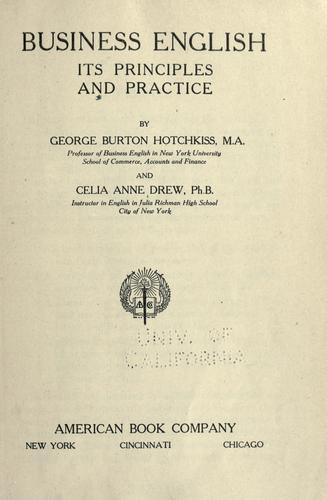 BUSINESS ENGLISH
ITS PRINCIPLES
AND PRACTICE
BY
GEORGE BURTON HOTCHKISS, M.A.
Professor of Business English in New York University
School of Commerce, Accounts and Finance
AND
CELIA ANNE DREW, Ph.B.
Instructor in English in Julia Richman High School
City of New York
ABC
UNIV. OF
CALIFORNIA
AMERICAN BOOK COMPANY
NEW YORK CINCINNATI CHICAGO